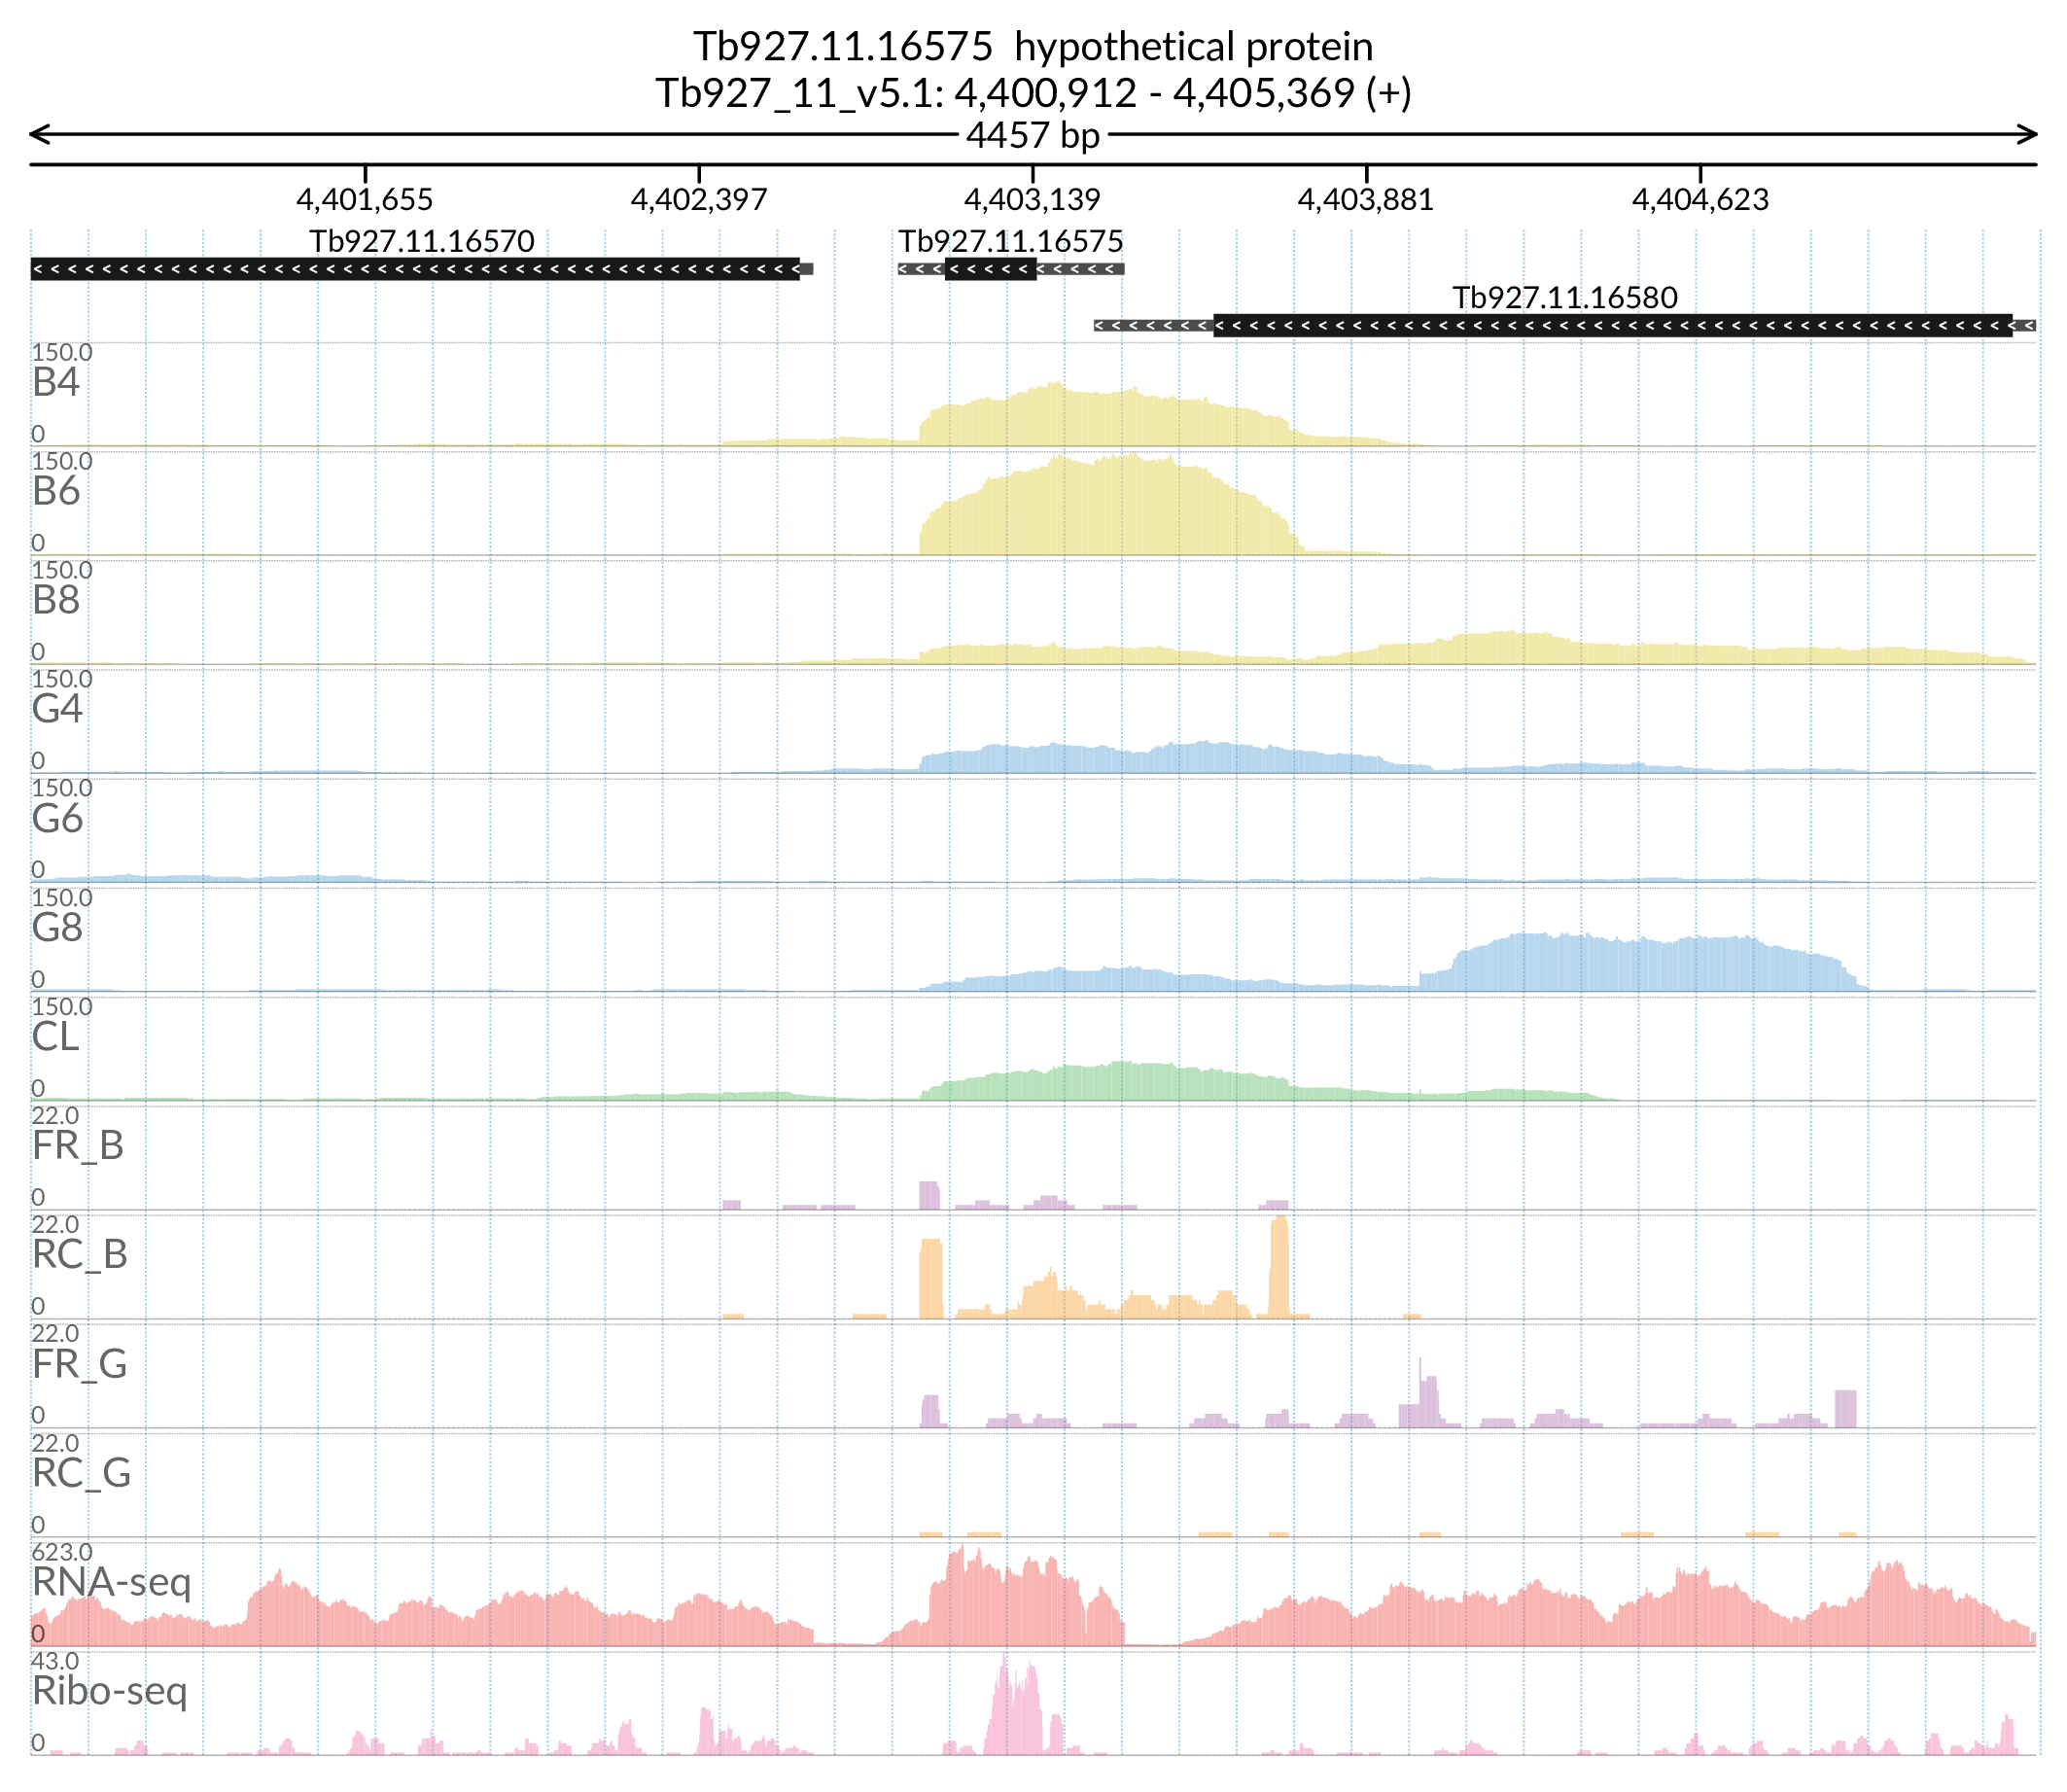 Tb927.11.16575 hypothetical protein
Tb927_11_v5.1: 4,400,912 - 4,405,369 (+)
4457 bp
4,401,655 4,402,397 4,403,139 4,403,881 4,404,623
Tb927.11.16570 Tb927.11.16575
Tb927.11.16580
150.0
B4
0
150.0
B6
0
150.0
B8
0
150.0
G4
0
150.0
G6
0
150.0
G8
0
150.0
CL
0
22.0
FR_B
0
22.0
RC_B
0
22.0
FR_G
0
22.0
RC_G
0
623.0
RNA-seq
0
43.0
Ribo-seq
0